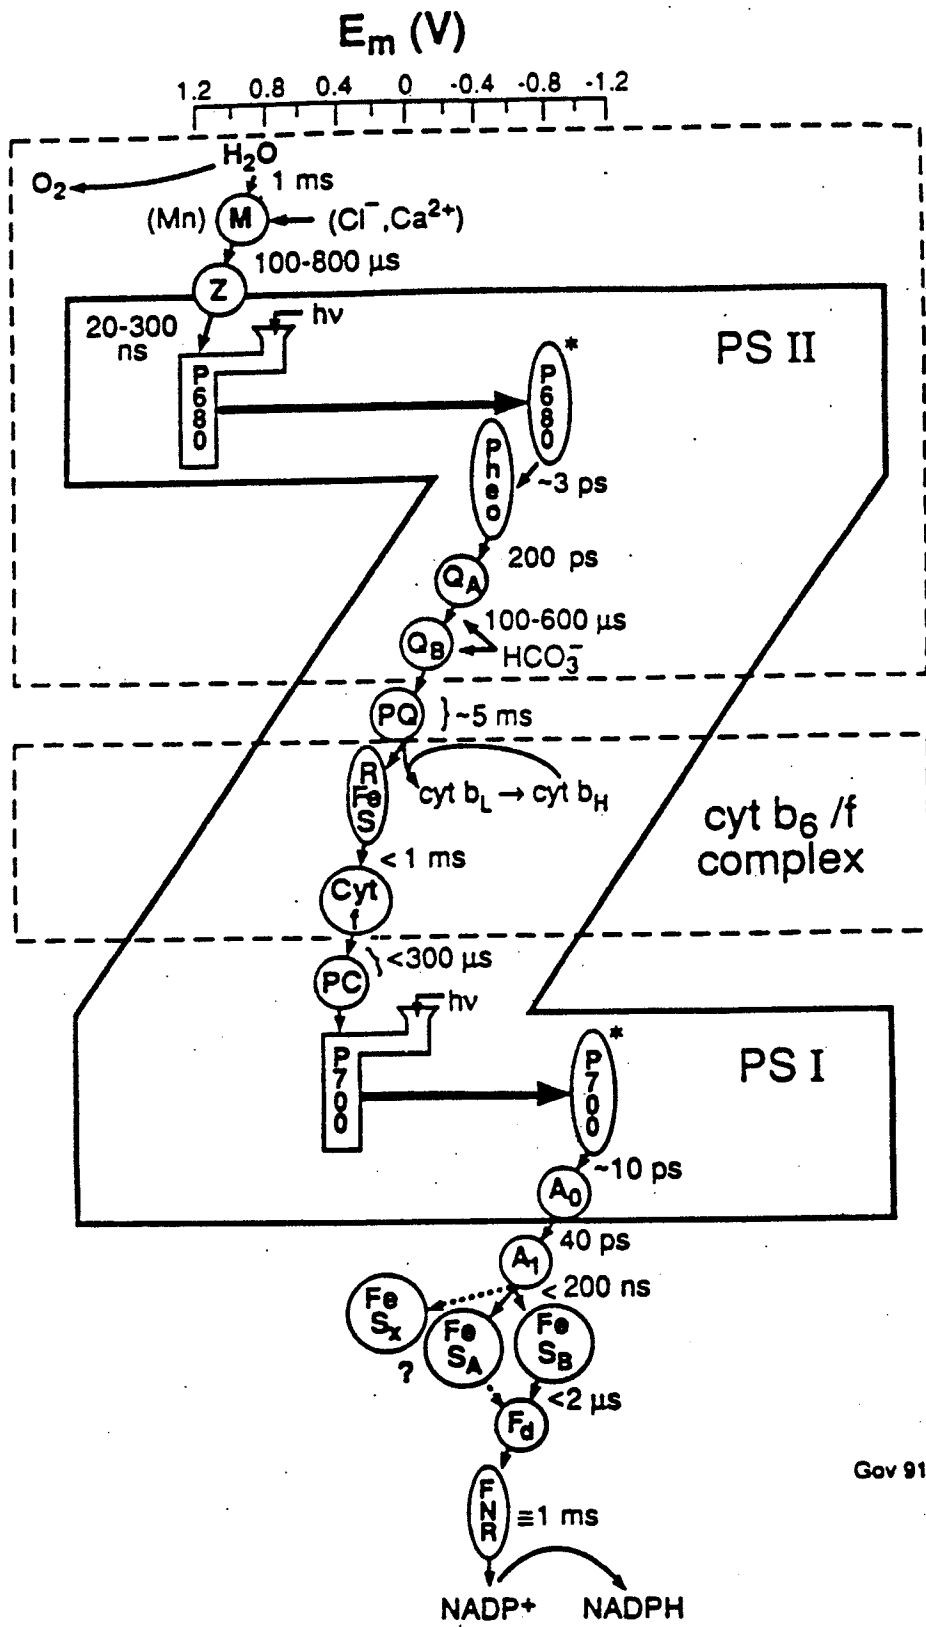 Em (V)
1.2 0.8 0.4 0 -0.4 -0.8 -1.2
H2O
O2
1 ms
(Mn) M (Cl⁻,Ca²⁺)
100-800 µs
Z
hν
20-300
ns
PS II
P680
P680*
Pheo
~3 ps
200 ps
QA
100-600 µs
QB
HCO3⁻
PQ }~5 ms
R
Fe
S
cyt bL → cyt bH
cyt b6 /f
complex
< 1 ms
Cyt
f
<300 µs
PC
hν
PS I
P700
P700*
~10 ps
A0
40 ps
A1
<200 ns
Fe
Sx
Fe
SA
Fe
SB
?
<2 µs
Fd
Gov 91
FNR
≅1 ms
NADP+ NADPH